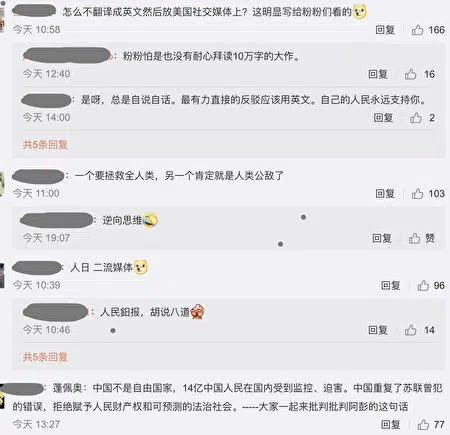 ：怎么不翻译成英文然后放美国社交媒体上？这明显写给粉粉们看的
今天 10:58 回复 166
：粉粉怕是也没有耐心拜读10万字的大作。
今天 12:40 回复 16
：是呀，总是自说自话。最有力直接的反驳应该用英文。自己的人民永远支持你。
今天 14:00 回复 2
共5条回复
：一个要拯救全人类，另一个肯定就是人类公敌了
今天 11:00 回复 103
：逆向思维
今天 19:07 回复 赞
：人日 二流媒体
今天 10:39 回复 96
：人民鈤报，胡说八道
今天 10:46 回复 14
共5条回复
：蓬佩奥：中国不是自由国家，14亿中国人民在国内受到监控、迫害。中国重复了苏联曾犯
的错误，拒绝赋予人民财产权和可预测的法治社会。-----大家一起来批判批判阿彭的这句话
今天 13:27 回复 77